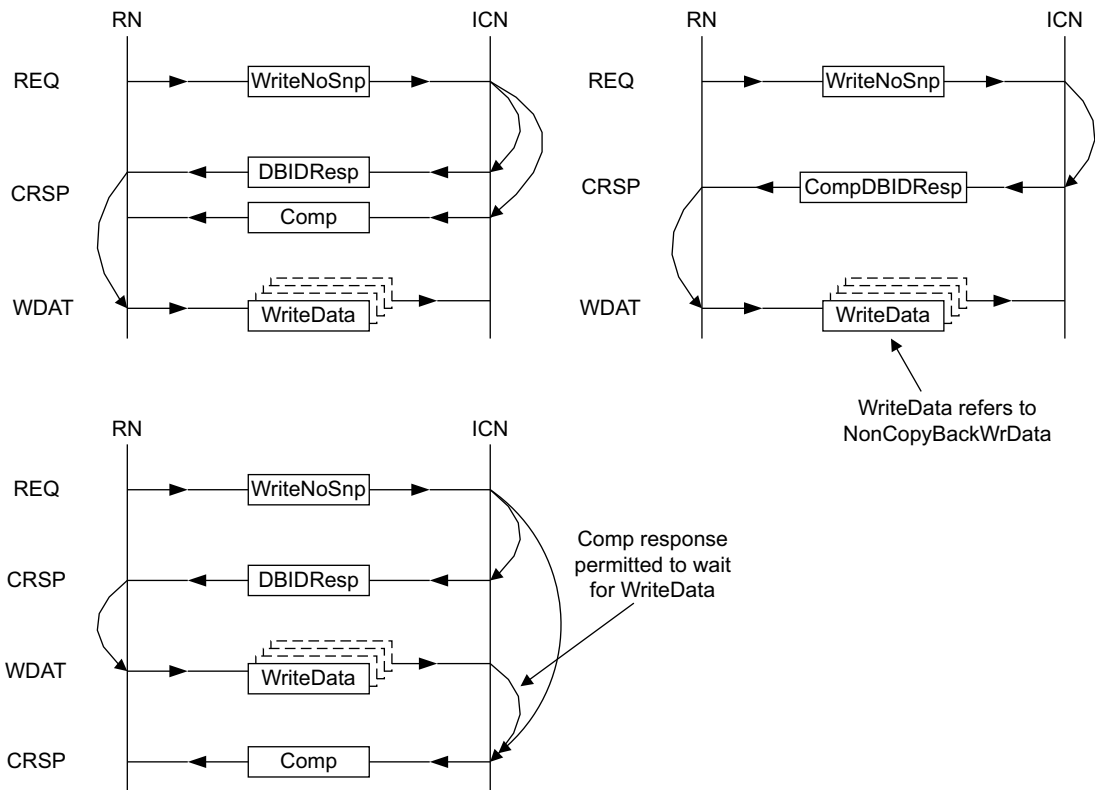 RN ICN
REQ WriteNoSnp
DBIDResp
CRSP
Comp
WDAT WriteData
RN ICN
REQ WriteNoSnp
CRSP CompDBIDResp
WDAT WriteData
WriteData refers to
NonCopyBackWrData
RN ICN
REQ WriteNoSnp
Comp response
permitted to wait
for WriteData
CRSP DBIDResp
WDAT WriteData
CRSP Comp